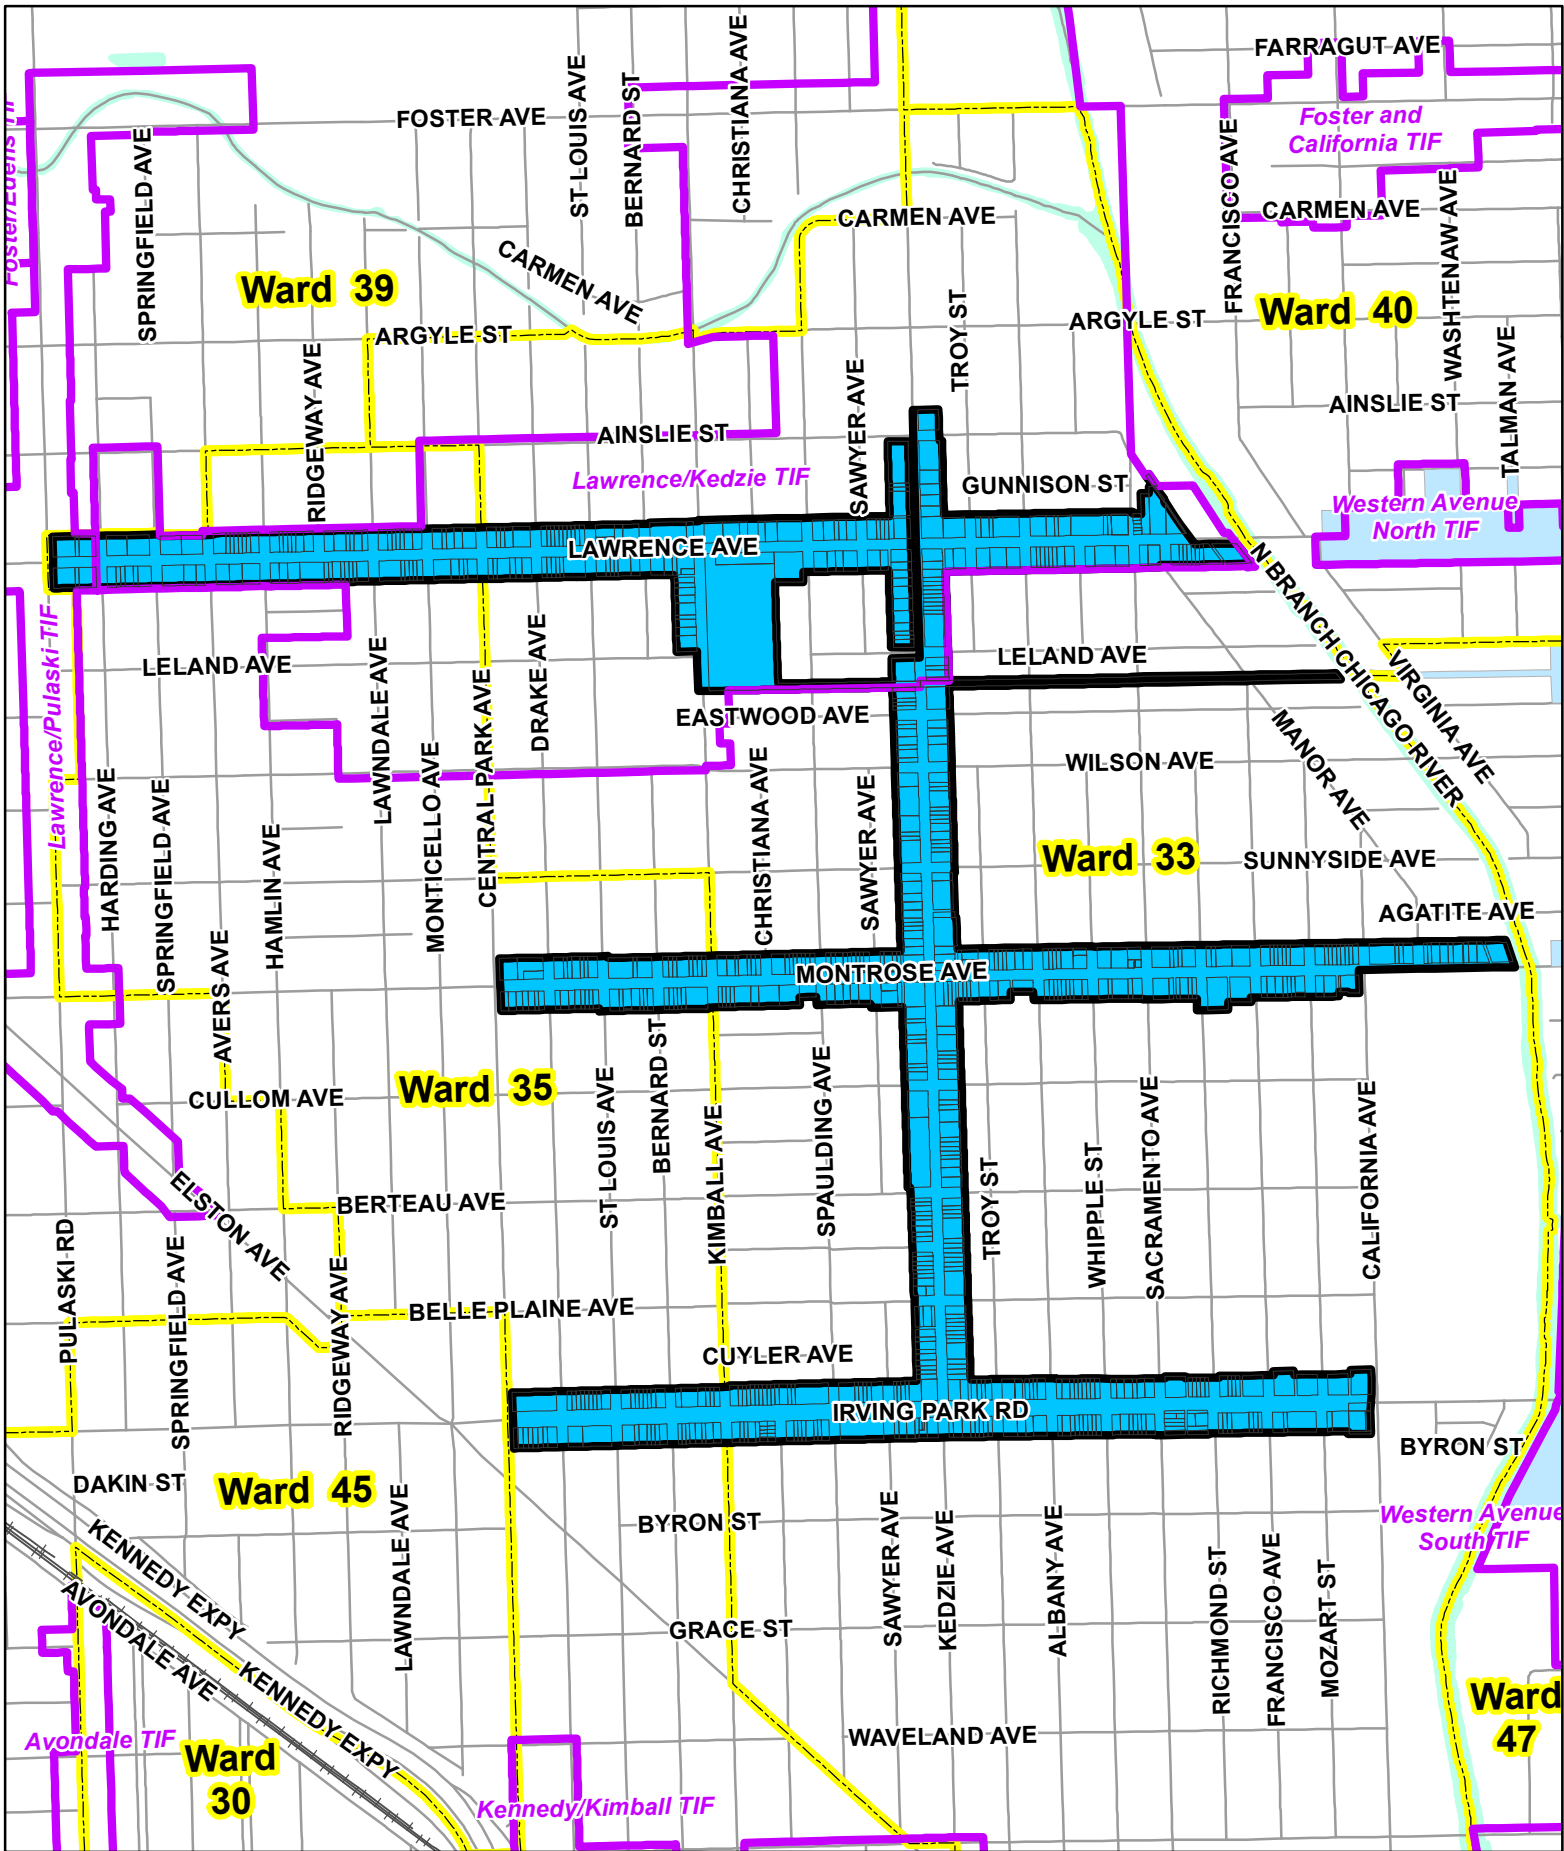 FARRAGUT AVE
FOSTER AVE
ST LOUIS AVE
BERNARD ST
CHRISTIANA AVE
Foster and
California TIF
Foster/Edens TIF
SPRINGFIELD AVE
FRANCISCO AVE
CARMEN AVE
CARMEN AVE
WASHTENAW AVE
CARMEN AVE
Ward 39
Ward 40
ARGYLE ST
ARGYLE ST
TROY ST
TALMAN AVE
RIDGEWAY AVE
SAWYER AVE
AINSLIE ST
AINSLIE ST
Lawrence/Kedzie TIF
GUNNISON ST
Western Avenue
North TIF
LAWRENCE AVE
N BRANCH CHICAGO RIVER
Lawrence/Pulaski TIF
LELAND AVE
LELAND AVE
LAWNDALE AVE
DRAKE AVE
CENTRAL PARK AVE
EASTWOOD AVE
VIRGINIA AVE
MANOR AVE
WILSON AVE
HARDING AVE
SPRINGFIELD AVE
HAMLIN AVE
MONTICELLO AVE
CHRISTIANA AVE
SAWYER AVE
Ward 33
SUNNYSIDE AVE
AGATITE AVE
AVERS AVE
MONTROSE AVE
Ward 35
CULLOM AVE
ST LOUIS AVE
BERNARD ST
KIMBALL AVE
SPAULDING AVE
TROY ST
WHIPPLE ST
SACRAMENTO AVE
CALIFORNIA AVE
ELSTON AVE
BERTEAU AVE
PULASKI RD
SPRINGFIELD AVE
RIDGEWAY AVE
BELLE PLAINE AVE
CUYLER AVE
IRVING PARK RD
BYRON ST
DAKIN ST
Ward 45
LAWNDALE AVE
BYRON ST
Western Avenue
South TIF
KENNEDY EXPY
AVONDALE AVE
SAWYER AVE
KEDZIE AVE
ALBANY AVE
RICHMOND ST
FRANCISCO AVE
MOZART ST
GRACE ST
KENNEDY EXPY
Ward
47
Avondale TIF
Ward
30
WAVELAND AVE
Kennedy/Kimball TIF